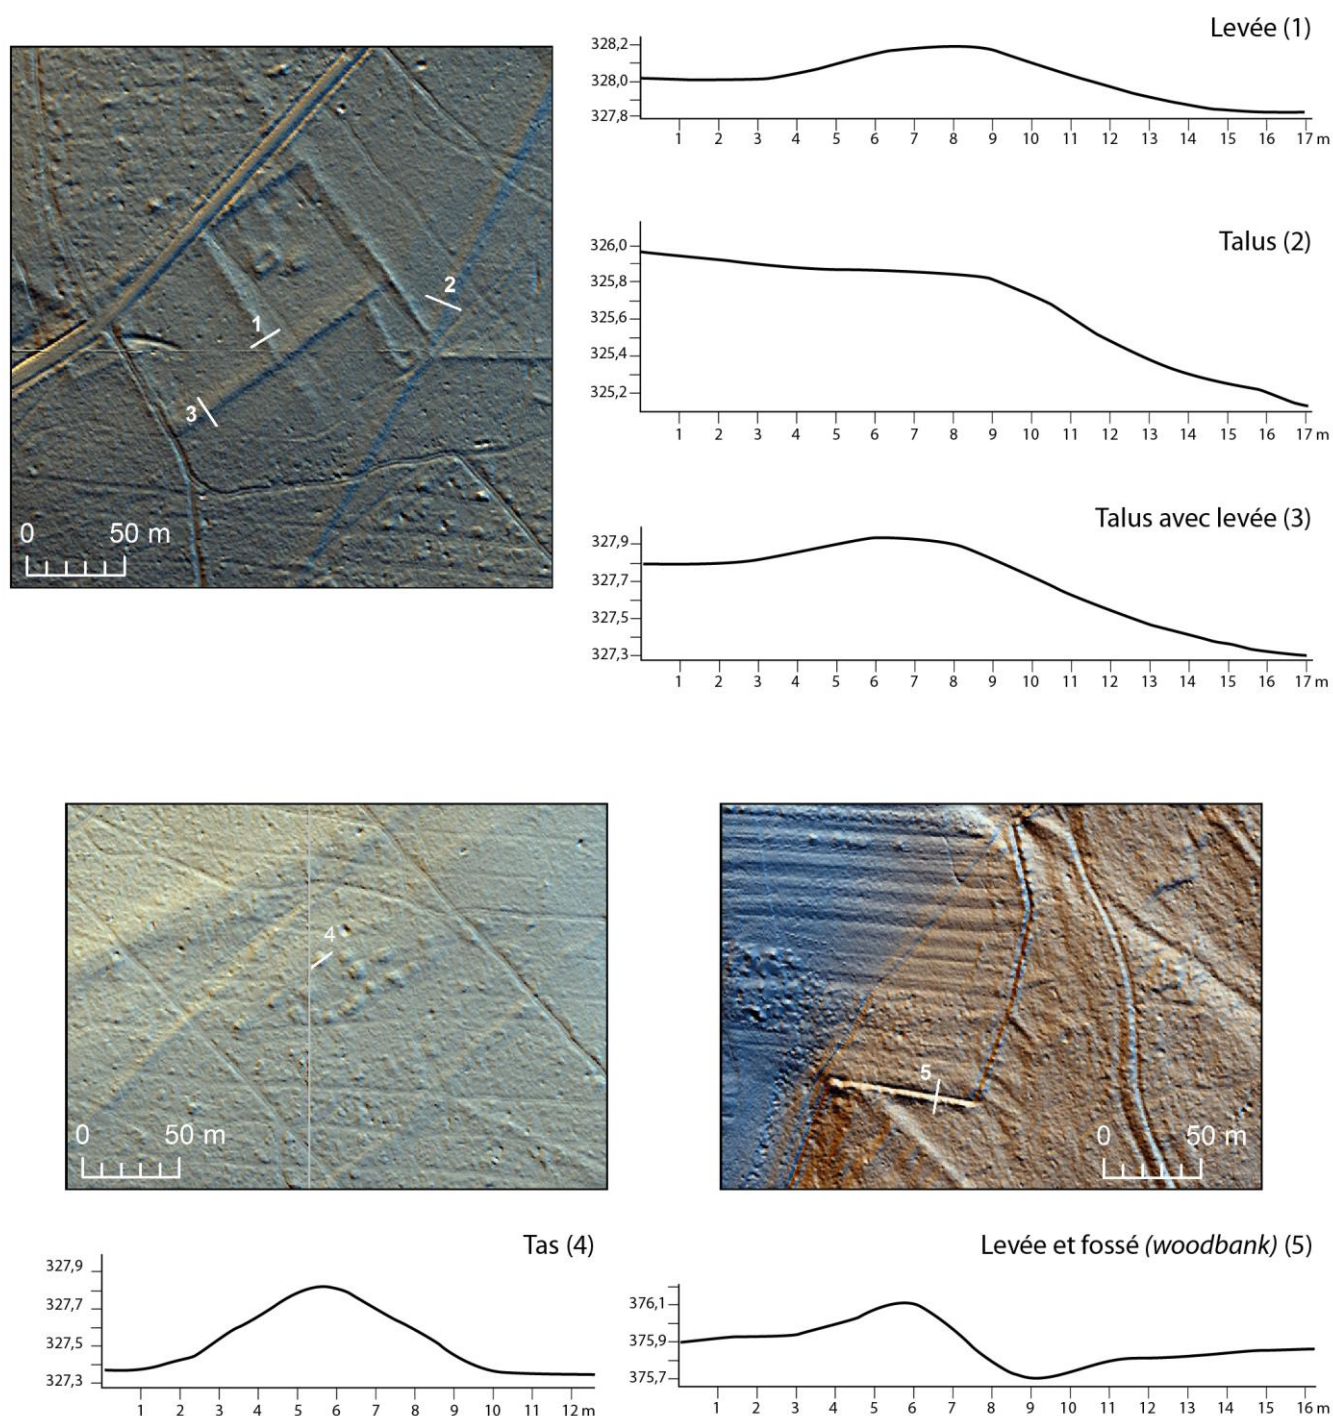 Levée (1)
328,2
328,0
327,8
1 2 3 4 5 6 7 8 9 10 11 12 13 14 15 16 17 m
1
2
3
0 50 m
Talus (2)
326,0
325,8
325,6
325,4
325,2
1 2 3 4 5 6 7 8 9 10 11 12 13 14 15 16 17 m
Talus avec levée (3)
327,9
327,7
327,5
327,3
1 2 3 4 5 6 7 8 9 10 11 12 13 14 15 16 17 m
4
0 50 m
5
0 50 m
Tas (4)
327,9
327,7
327,5
327,3
1 2 3 4 5 6 7 8 9 10 11 12 m
Levée et fossé (woodbank) (5)
376,1
375,9
375,7
1 2 3 4 5 6 7 8 9 10 11 12 13 14 15 16 m